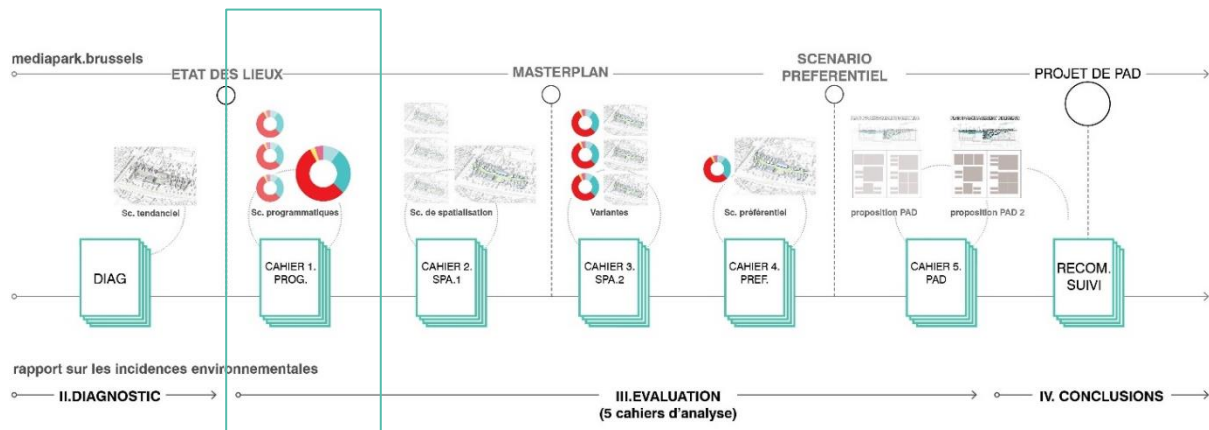 mediapark.brussels
ETAT DES LIEUX
MASTERPLAN
SCENARIO
PREFERENTIEL
PROJET DE PAD
Sc. tendanciel
Sc. programmatiques
Sc. de spatialisation
Variantes
Sc. préférentiel
proposition PAD
proposition PAD 2
DIAG
CAHIER 1.
PROG.
CAHIER 2.
SPA.1
CAHIER 3.
SPA.2
CAHIER 4.
PREF.
CAHIER 5.
PAD
RECOM.
SUIVI
rapport sur les incidences environnementales
II.DIAGNOSTIC
III.EVALUATION
(5 cahiers d'analyse)
IV. CONCLUSIONS